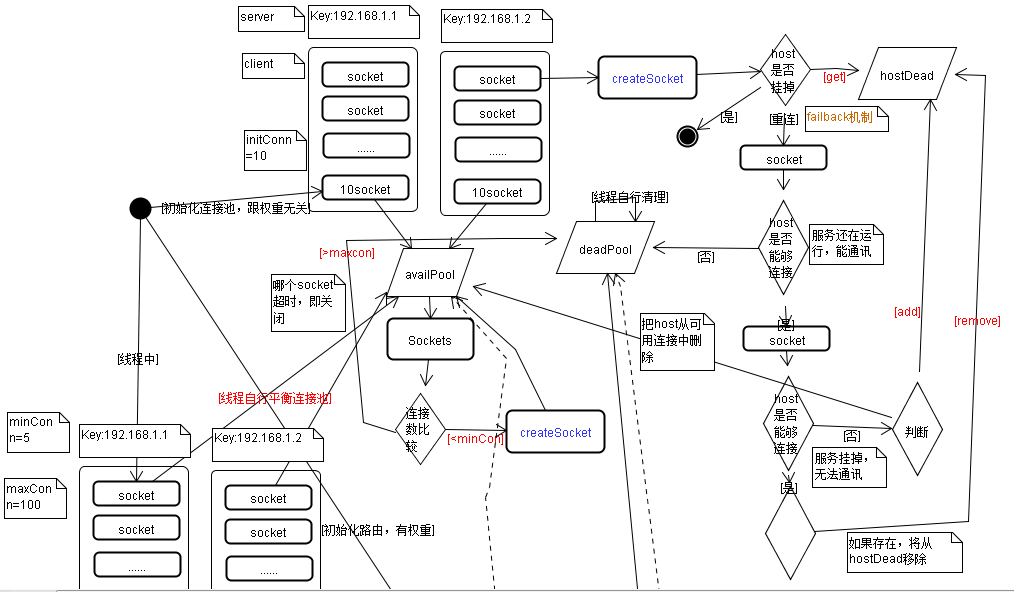 server
Key:192.168.1.1
Key:192.168.1.2
client
socket
socket
......
10socket
initConn
=10
socket
socket
......
10socket
createSocket
host
是否
挂掉
[get]
hostDead
[是]
[重连]
failback机制
socket
[初始化连接池，跟权重无关]
[线程自行清理]
host
是否
能够
连接
服务还在运
行，能通讯
[否]
deadPool
[>maxcon]
availPool
哪个socket
超时，即关
闭
Sockets
把host从可
用连接中删
除
[add]
[remove]
[是]
socket
[线程中]
[线程自行平衡连接池]
连接
数比
较
[<minCon]
createSocket
host
是否
能够
连接
[否]
判断
服务挂掉，
无法通讯
[是]
minCon
n=5
Key:192.168.1.1
Key:192.168.1.2
maxCon
n=100
socket
socket
......
socket
socket
......
[初始化路由，有权重]
如果存在，将从
hostDead移除